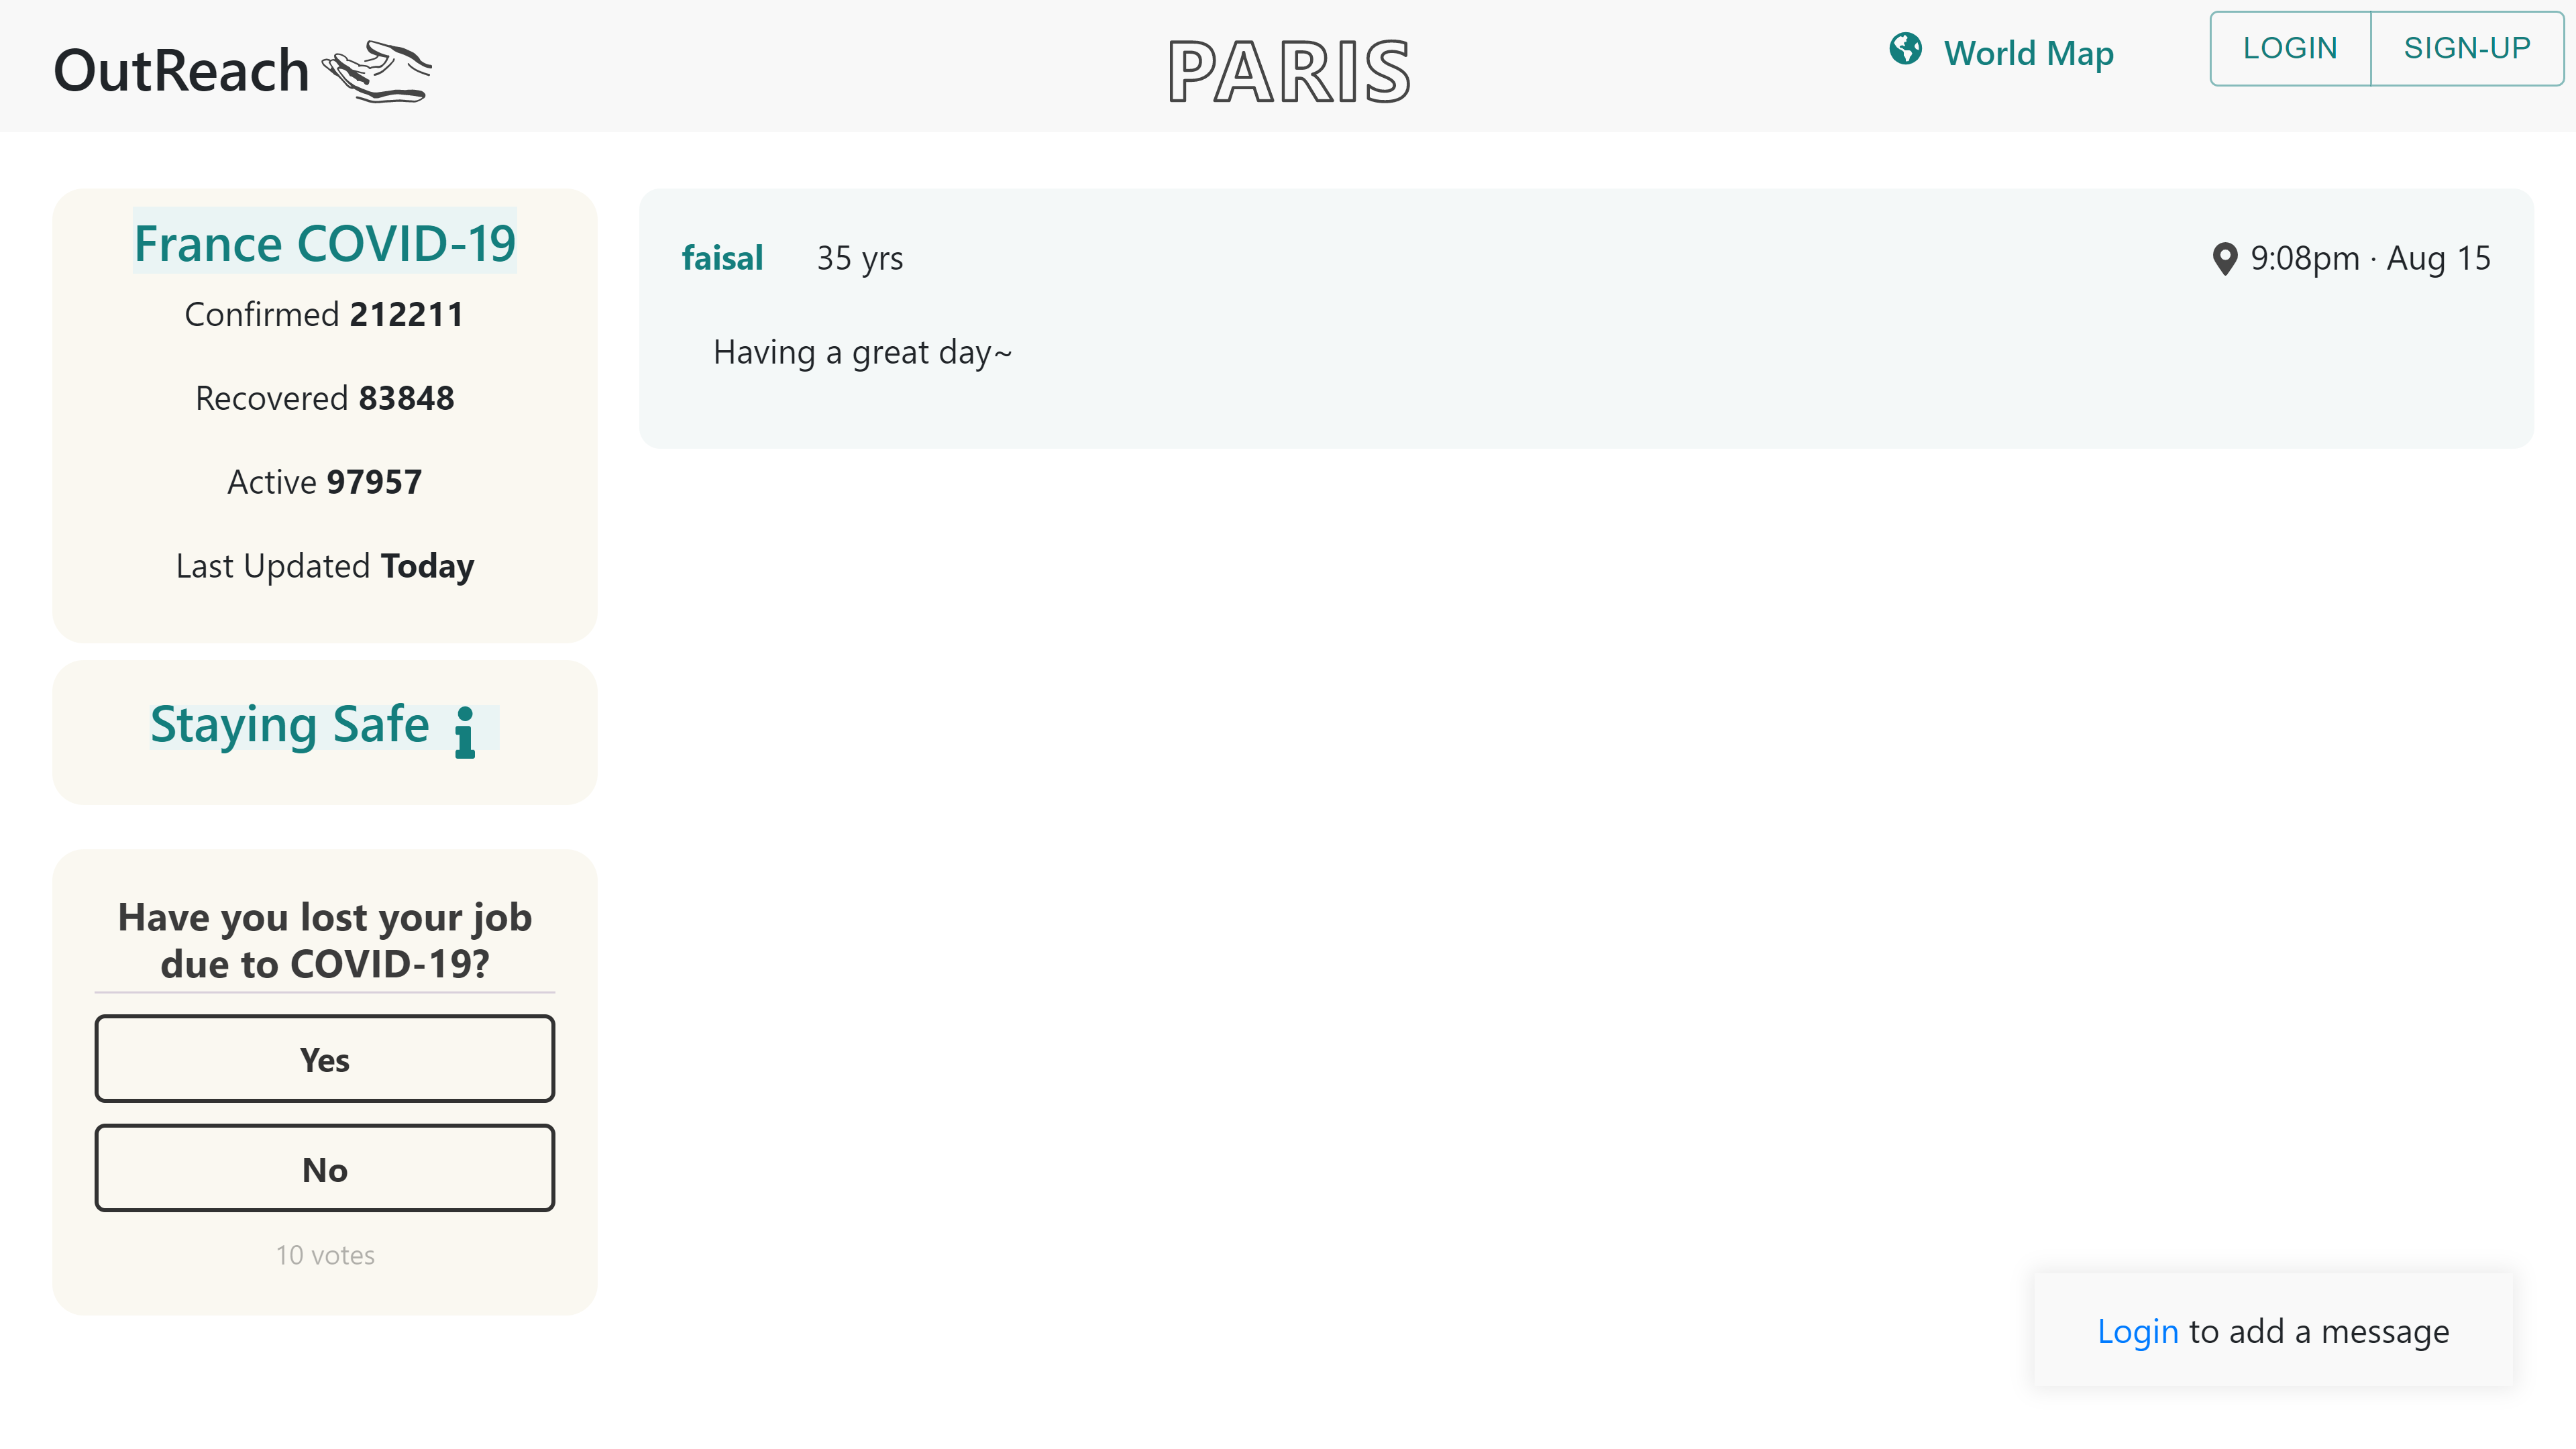 OutReach
PARIS
World Map
LOGIN
SIGN-UP
France COVID-19
Confirmed 212211
Recovered 83848
Active 97957
Last Updated Today
Staying Safe
Have you lost your job
due to COVID-19?
Yes
No
10 votes
faisal 35 yrs 9:08pm · Aug 15
Having a great day~
Login to add a message